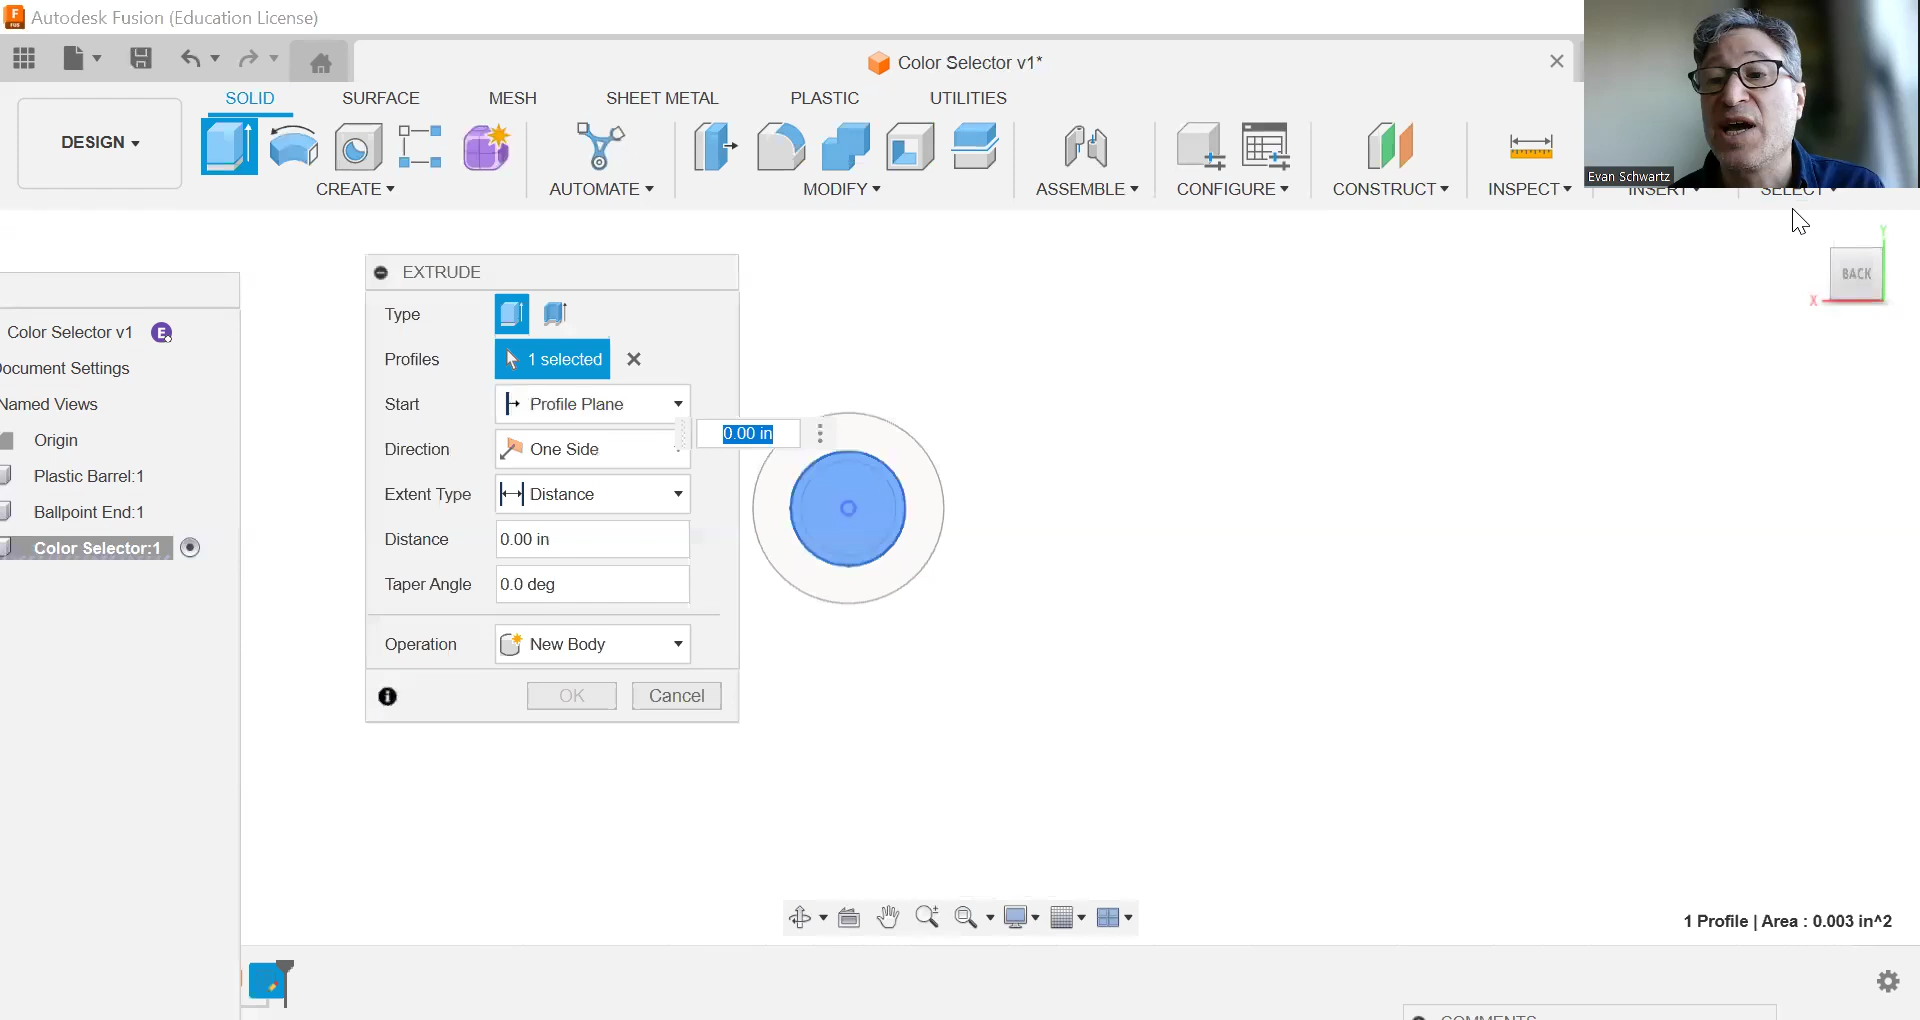 Autodesk Fusion (Education License)
Color Selector v1*
SOLID
SURFACE
MESH
SHEET METAL
PLASTIC
UTILITIES
DESIGN
CREATE
AUTOMATE
MODIFY
ASSEMBLE
CONFIGURE
CONSTRUCT
INSPECT
INSERT
SELECT
Evan Schwartz
Y
BACK
X
Color Selector v1
E
ocument Settings
Named Views
Origin
Plastic Barrel:1
Ballpoint End:1
Color Selector:1
EXTRUDE
Type
Profiles 1 selected
Start Profile Plane
0.00 in
Direction One Side
Extent Type Distance
Distance 0.00 in
Taper Angle 0.0 deg
Operation New Body
OK Cancel
1 Profile | Area : 0.003 in^2
COMMENTS